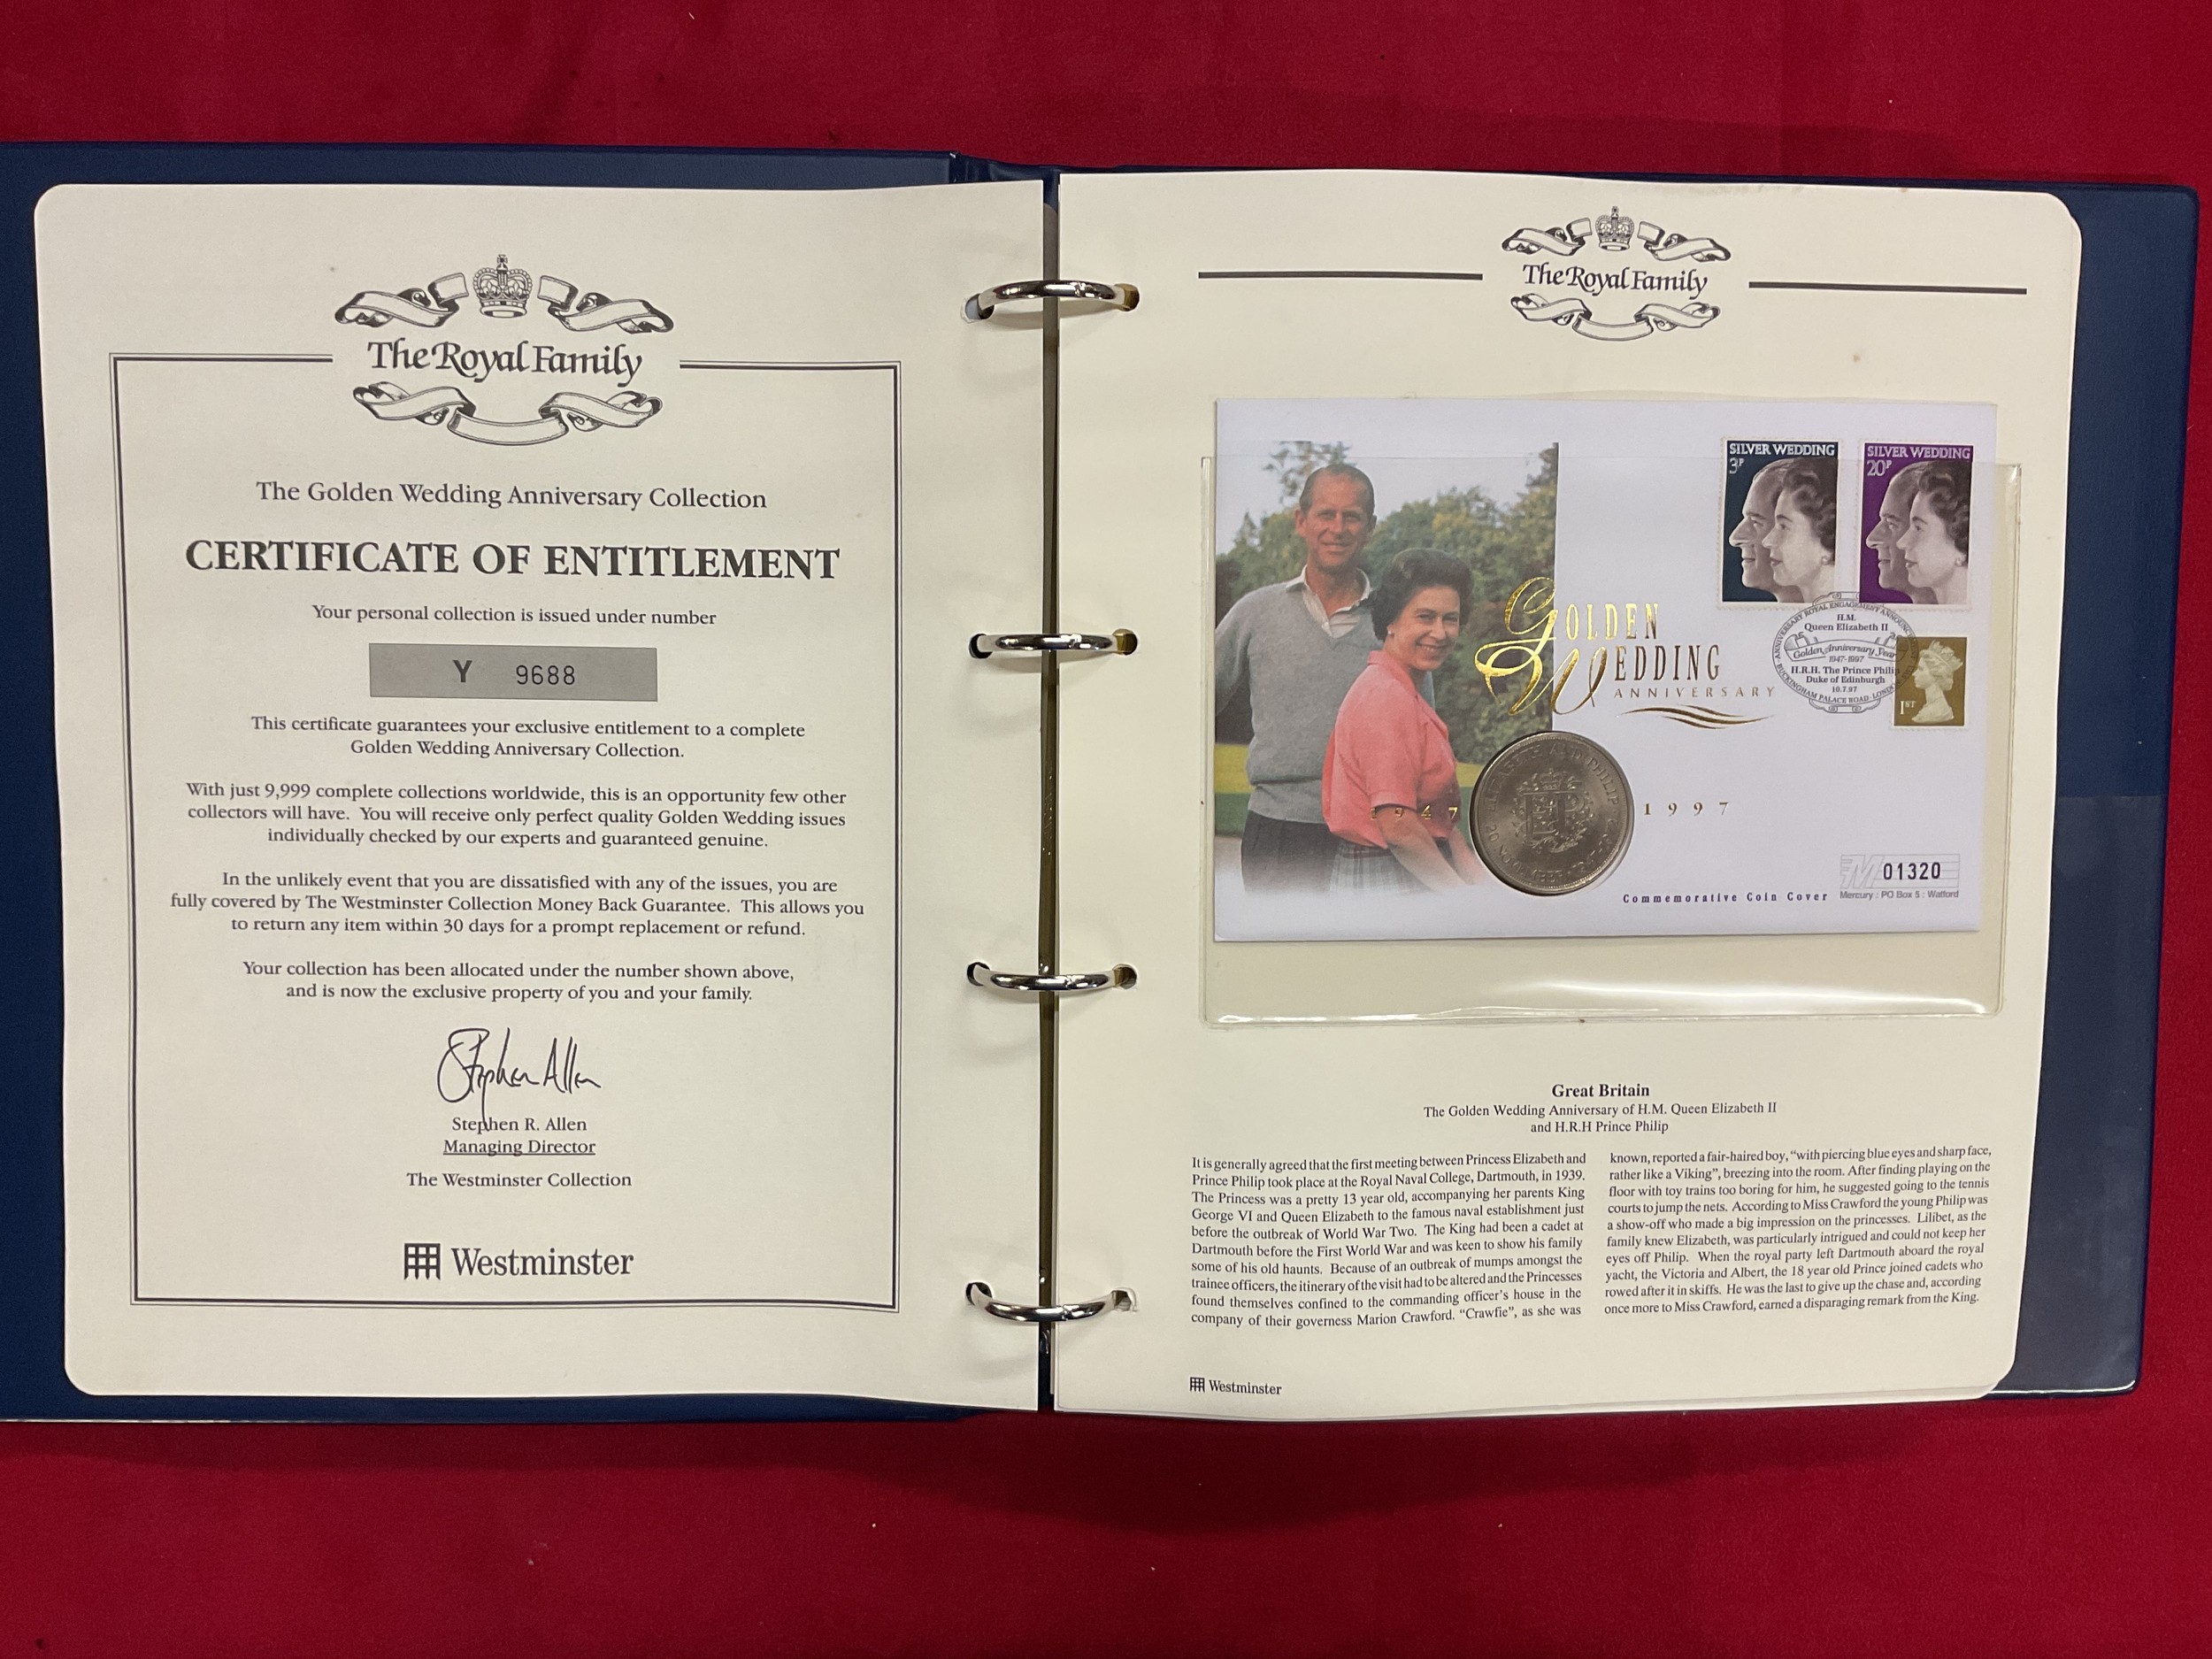 The Royal Family
The Golden Wedding Anniversary Collection
CERTIFICATE OF ENTITLEMENT
Your personal collection is issued under number
Y 9688
This certificate guarantees your exclusive entitlement to a complete
Golden Wedding Anniversary Collection.
With just 9,999 complete collections worldwide, this is an opportunity few other
collectors will have. You will receive only perfect quality Golden Wedding issues
individually checked by our experts and guaranteed genuine.
In the unlikely event that you are dissatisfied with any of the issues, you are
fully covered by The Westminster Collection Money Back Guarantee. This allows you
to return any item within 30 days for a prompt replacement or refund.
Your collection has been allocated under the number shown above,
and is now the exclusive property of you and your family.
Stephen Allen
Stephen R. Allen
Managing Director
The Westminster Collection
Westminster
The Royal Family
SILVER WEDDING
3P
SILVER WEDDING
20P
GOLDEN
WEDDING
ANNIVERSARY
H.M.
Queen Elizabeth II
Golden Anniversary Year
1947-1997
H.R.H. The Prince Philip
Duke of Edinburgh
10.7.97
BUCKINGHAM PALACE ROAD·LONDON
1ST
1947
1997
ELIZABETH AND PHILIP
20 NOVEMBER 1947
M 01320
Commemorative Coin Cover
Mercury : PO Box 5 : Watford
Great Britain
The Golden Wedding Anniversary of H.M. Queen Elizabeth II
and H.R.H Prince Philip
It is generally agreed that the first meeting between Princess Elizabeth and
Prince Philip took place at the Royal Naval College, Dartmouth, in 1939.
The Princess was a pretty 13 year old, accompanying her parents King
George VI and Queen Elizabeth to the famous naval establishment just
before the outbreak of World War Two. The King had been a cadet at
Dartmouth before the First World War and was keen to show his family
some of his old haunts. Because of an outbreak of mumps amongst the
trainee officers, the itinerary of the visit had to be altered and the Princesses
found themselves confined to the commanding officer's house in the
company of their governess Marion Crawford. “Crawfie”, as she was
known, reported a fair-haired boy, “with piercing blue eyes and sharp face,
rather like a Viking”, breezing into the room. After finding playing on the
floor with toy trains too boring for him, he suggested going to the tennis
courts to jump the nets. According to Miss Crawford the young Philip was
a show-off who made a big impression on the princesses. Lilibet, as the
family knew Elizabeth, was particularly intrigued and could not keep her
eyes off Philip. When the royal party left Dartmouth aboard the royal
yacht, the Victoria and Albert, the 18 year old Prince joined cadets who
rowed after it in skiffs. He was the last to give up the chase and, according
once more to Miss Crawford, earned a disparaging remark from the King.
Westminster